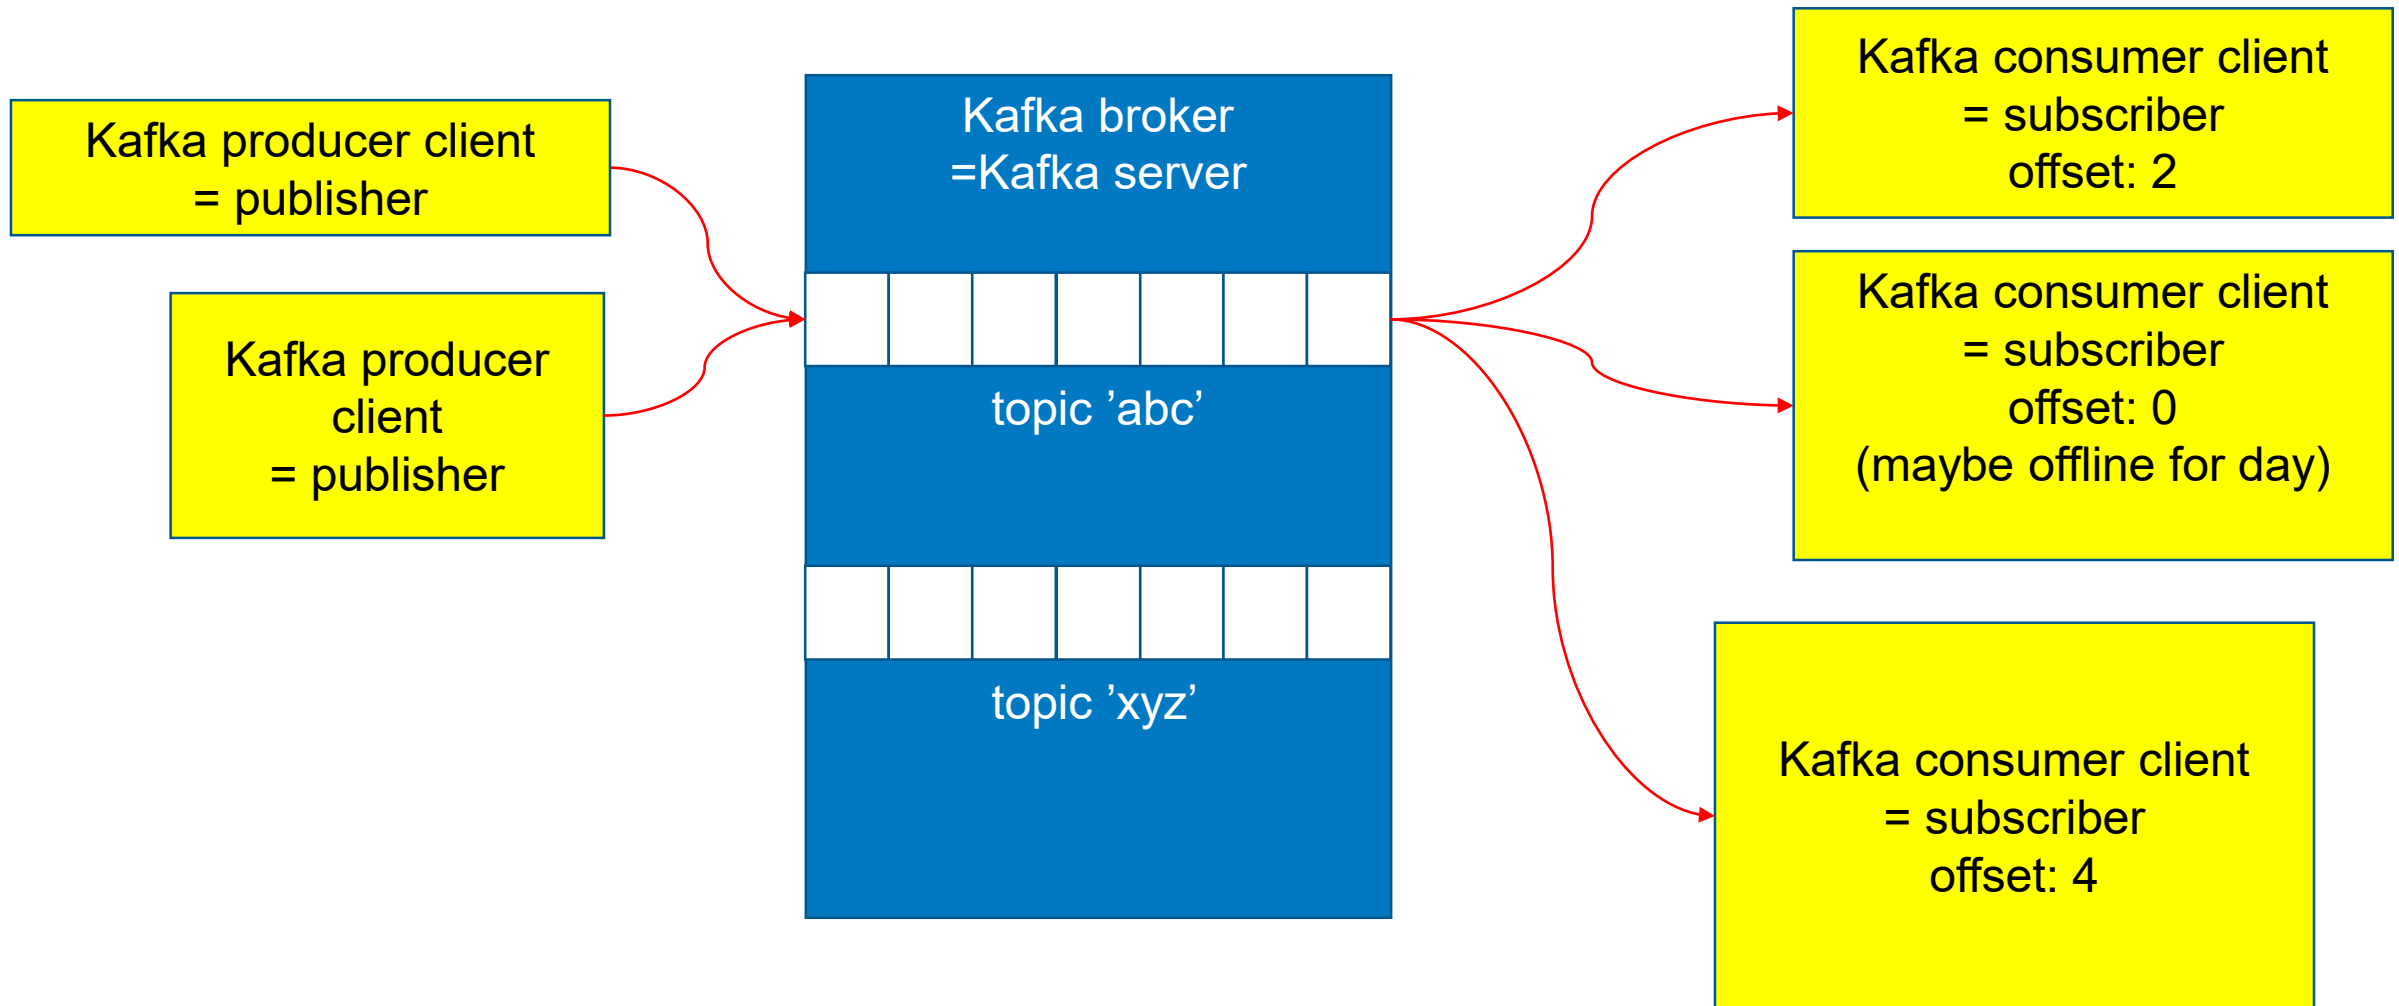 Kafka producer client
= publisher
Kafka producer
client
= publisher
Kafka broker
=Kafka server
topic ’abc’
topic ’xyz’
Kafka consumer client
= subscriber
offset: 2
Kafka consumer client
= subscriber
offset: 0
(maybe offline for day)
Kafka consumer client
= subscriber
offset: 4